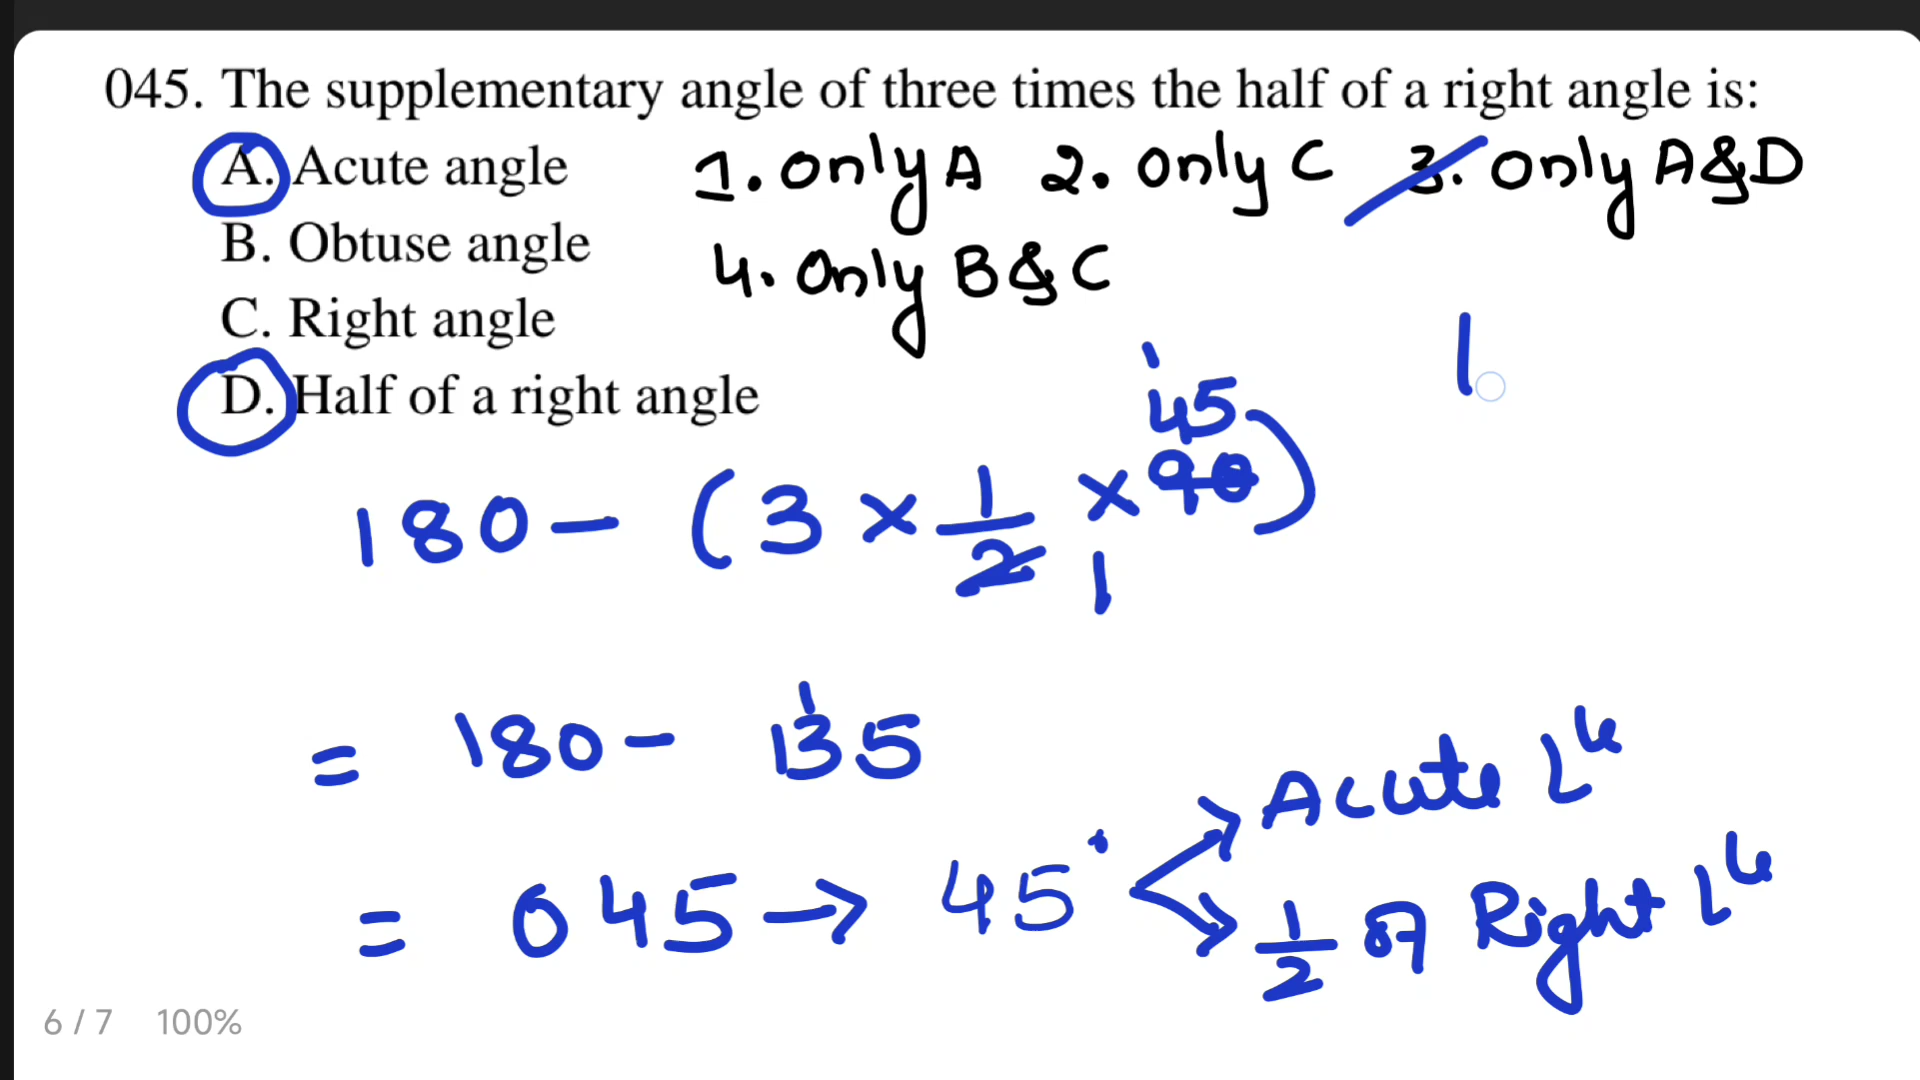 045. The supplementary angle of three times the half of a right angle is:
A. Acute angle 1. only A 2. only C 3. only A & D
B. Obtuse angle 4. Only B & C
C. Right angle
D. Half of a right angle
1 45
180 - ( 3 × 1/2 × 90 )
1
= 180 - 135
= 045 → 45° Acute L
1/2 of Right L
6 / 7 100%